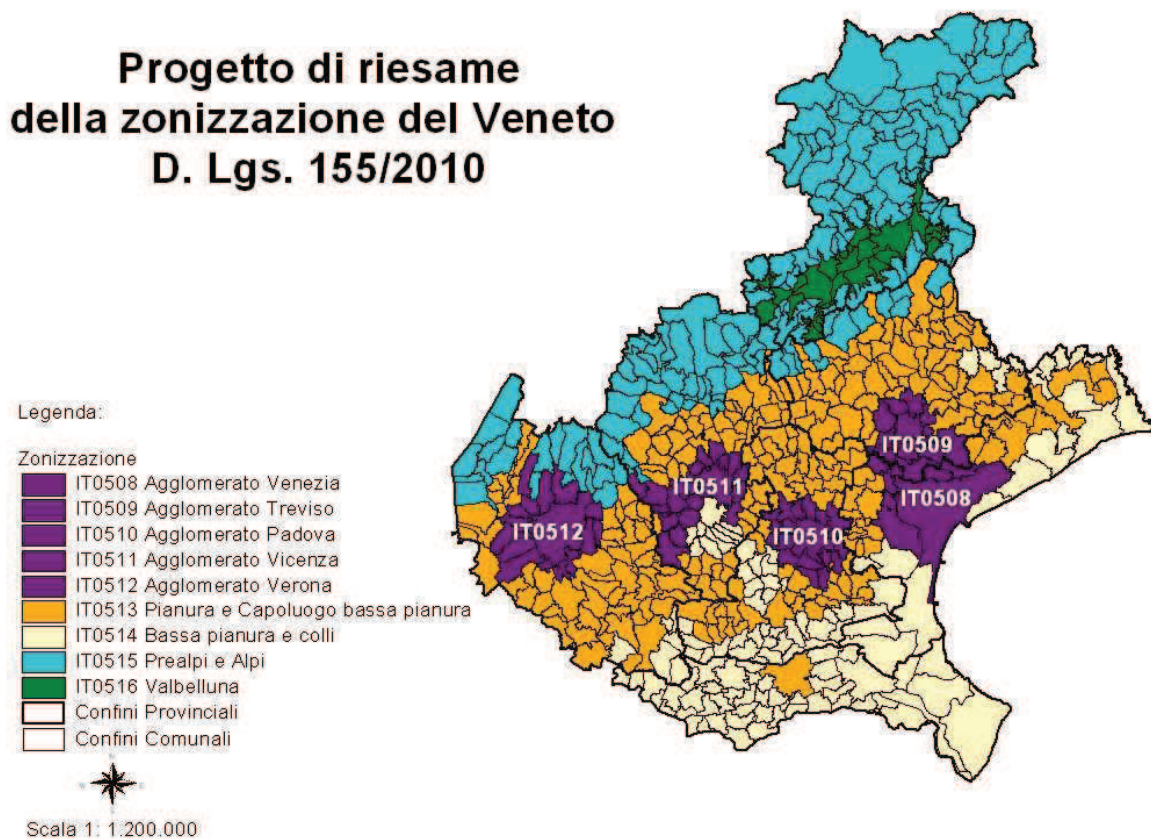 Progetto di riesame
della zonizzazione del Veneto
D. Lgs. 155/2010
IT0509
IT0511
IT0508
IT0512
IT0510
Legenda:
Zonizzazione
IT0508 Agglomerato Venezia
IT0509 Agglomerato Treviso
IT0510 Agglomerato Padova
IT0511 Agglomerato Vicenza
IT0512 Agglomerato Verona
IT0513 Pianura e Capoluogo bassa pianura
IT0514 Bassa pianura e colli
IT0515 Prealpi e Alpi
IT0516 Valbelluna
Confini Provinciali
Confini Comunali
Scala 1: 1.200.000